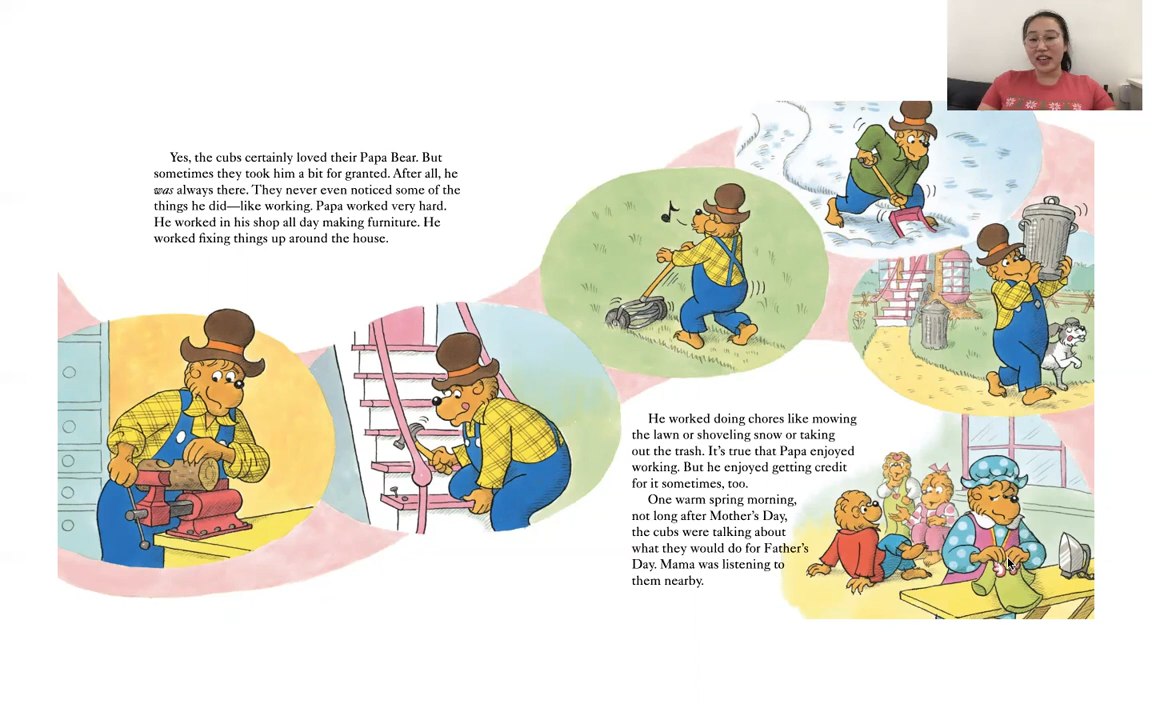 Yes, the cubs certainly loved their Papa Bear. But
sometimes they took him a bit for granted. After all, he
was always there. They never even noticed some of the
things he did—like working. Papa worked very hard.
He worked in his shop all day making furniture. He
worked fixing things up around the house.
He worked doing chores like mowing
the lawn or shoveling snow or taking
out the trash. It's true that Papa enjoyed
working. But he enjoyed getting credit
for it sometimes, too.
One warm spring morning,
not long after Mother's Day,
the cubs were talking about
what they would do for Father's
Day. Mama was listening to
them nearby.